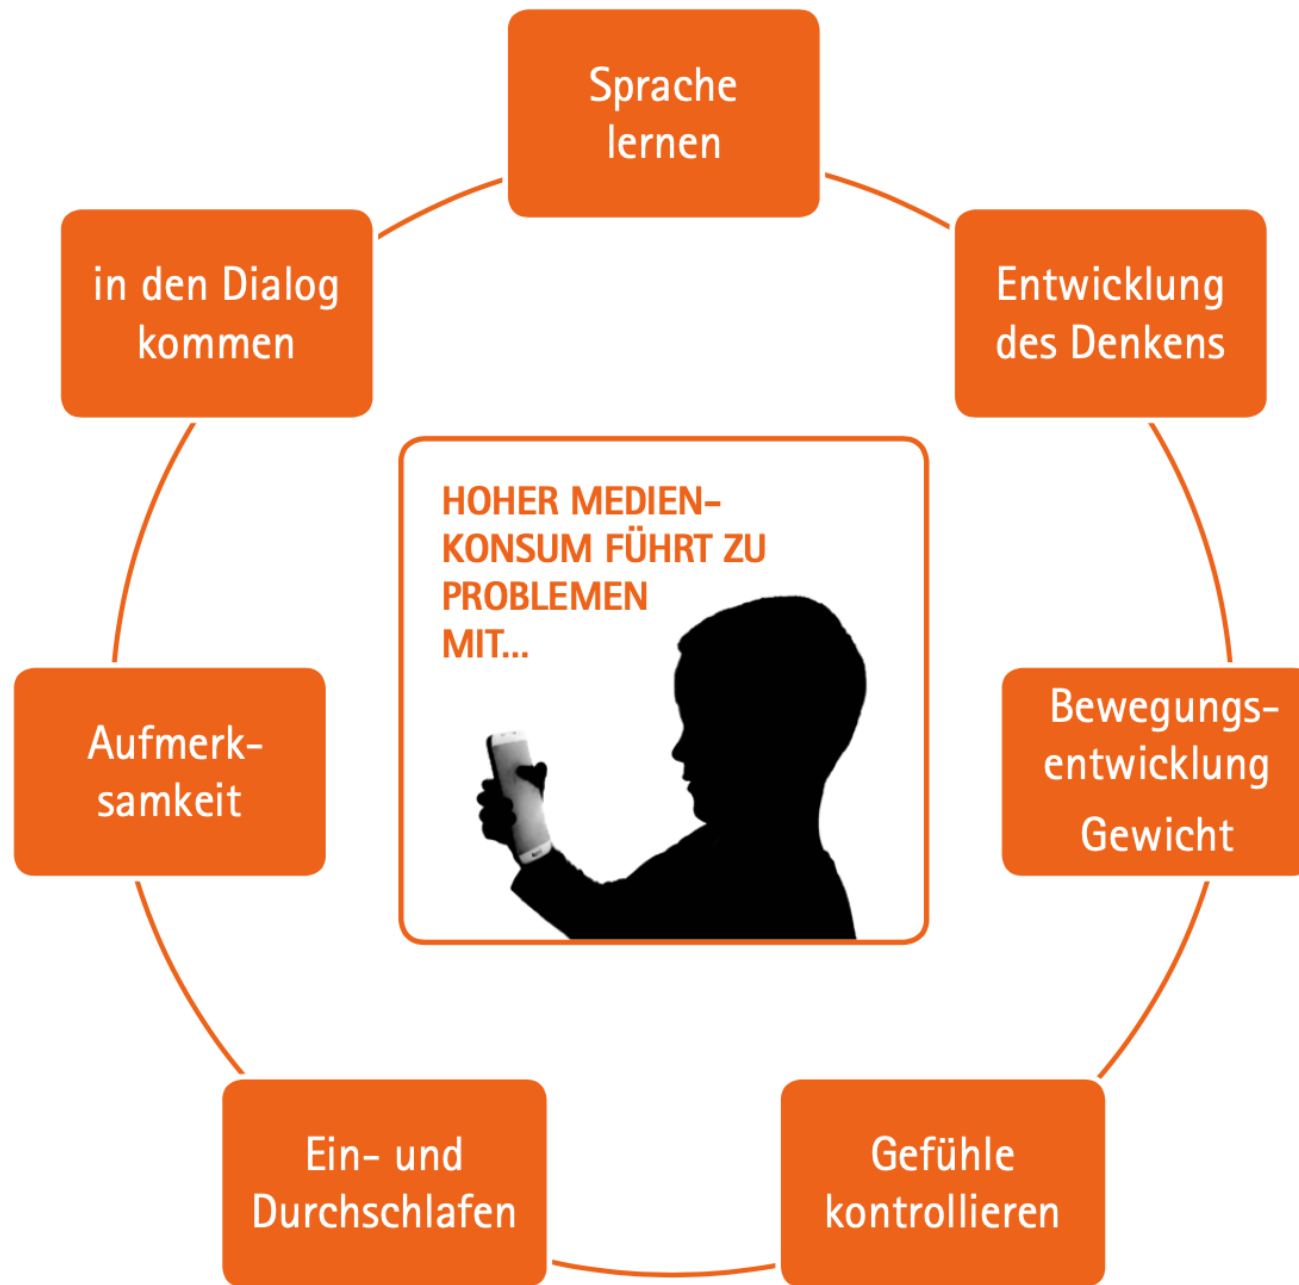 Sprache
lernen
Entwicklung
des Denkens
Bewegungs-
entwicklung
Gewicht
Gefühle
kontrollieren
Ein- und
Durchschlafen
Aufmerk-
samkeit
in den Dialog
kommen
HOHER MEDIEN-
KONSUM FÜHRT ZU
PROBLEMEN
MIT...